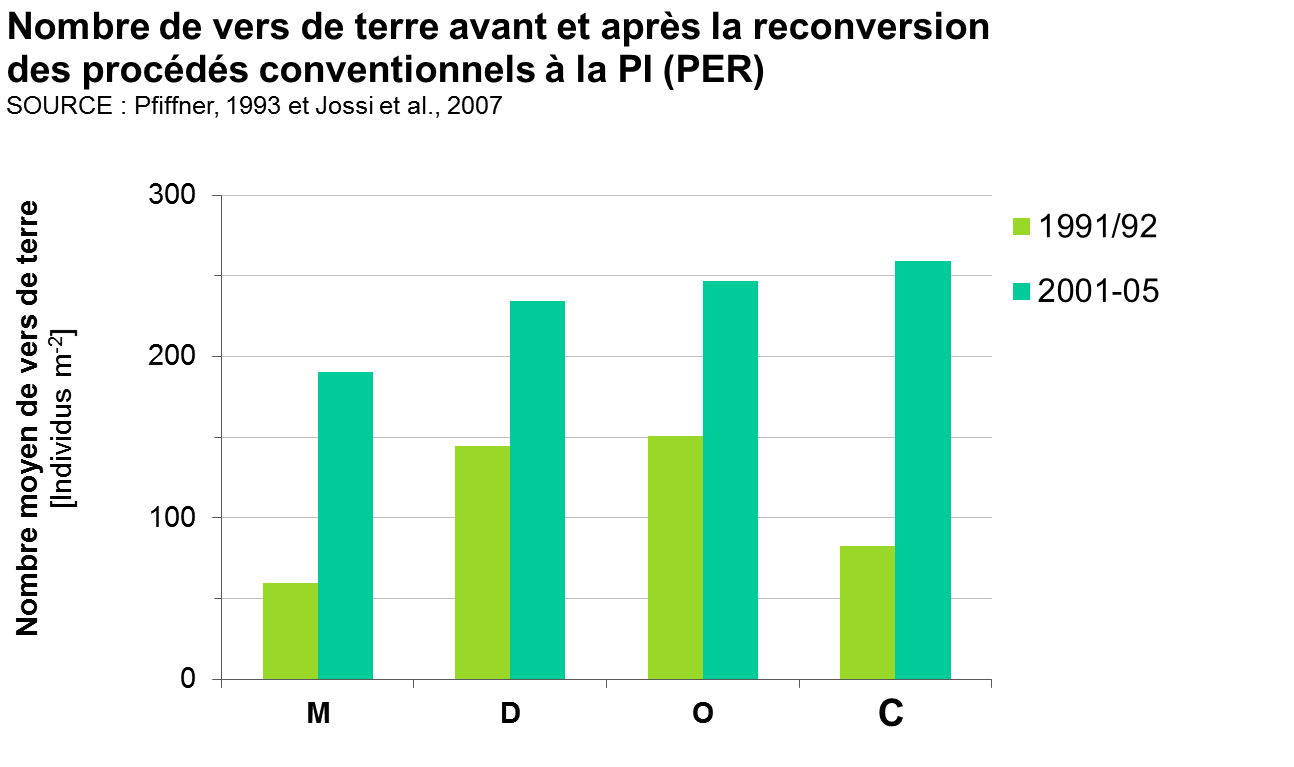 Nombre de vers de terre avant et après la reconversion
des procédés conventionnels à la PI (PER)
SOURCE : Pfiffner, 1993 et Jossi et al., 2007
Nombre moyen de vers de terre
[Individus m-2]
300
200
100
0
M D O C
1991/92
2001-05